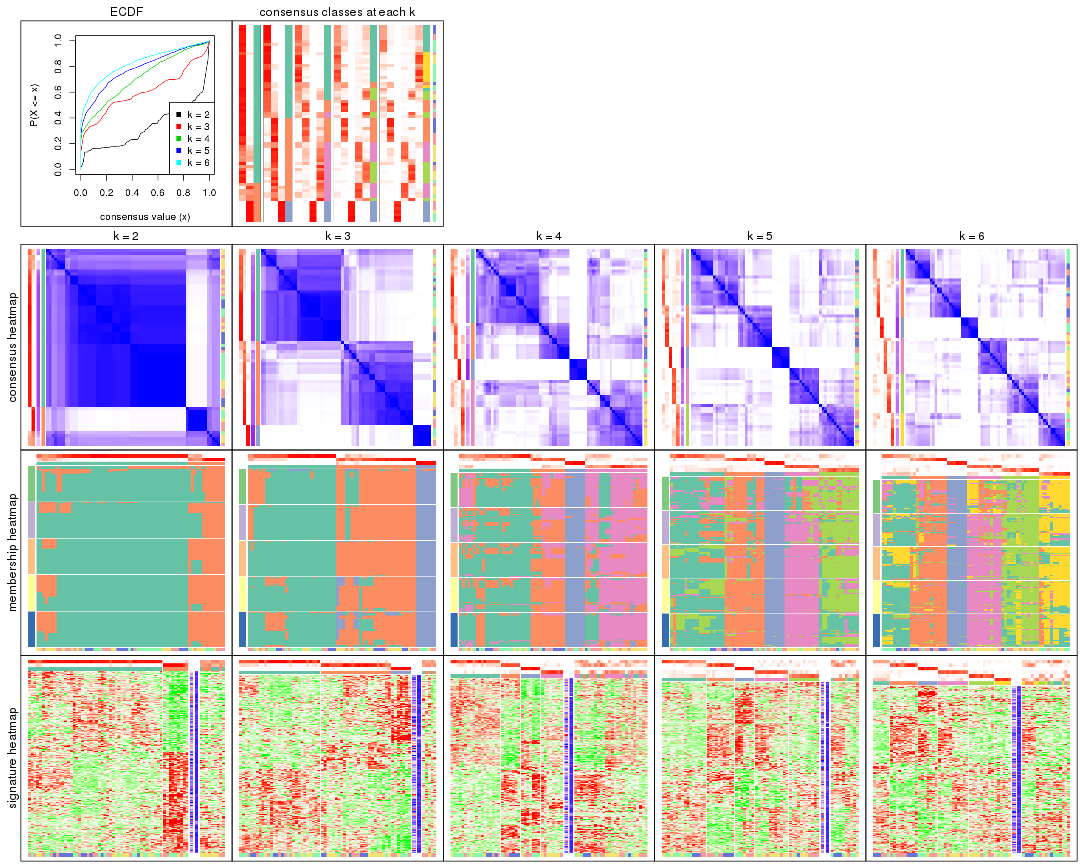 ECDF
consensus classes at each k
P(X <= x)
0.0 0.2 0.4 0.6 0.8 1.0
k = 2
k = 3
k = 4
k = 5
k = 6
0.0 0.2 0.4 0.6 0.8 1.0
consensus value (x)
k = 2
k = 3
k = 4
k = 5
k = 6
consensus heatmap
membership heatmap
signature heatmap